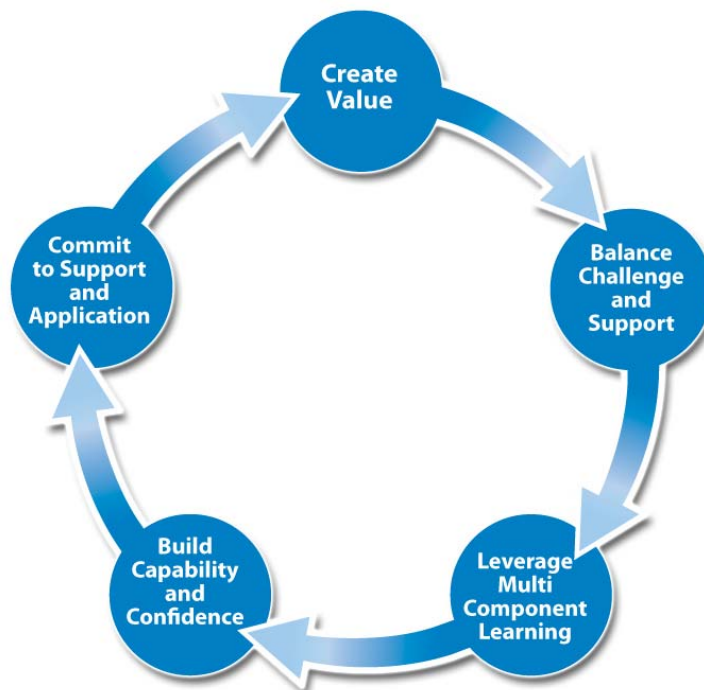 Create
Value
Balance
Challenge
and
Support
Leverage
Multi
Component
Learning
Build
Capability
and
Confidence
Commit
to Support
and
Application